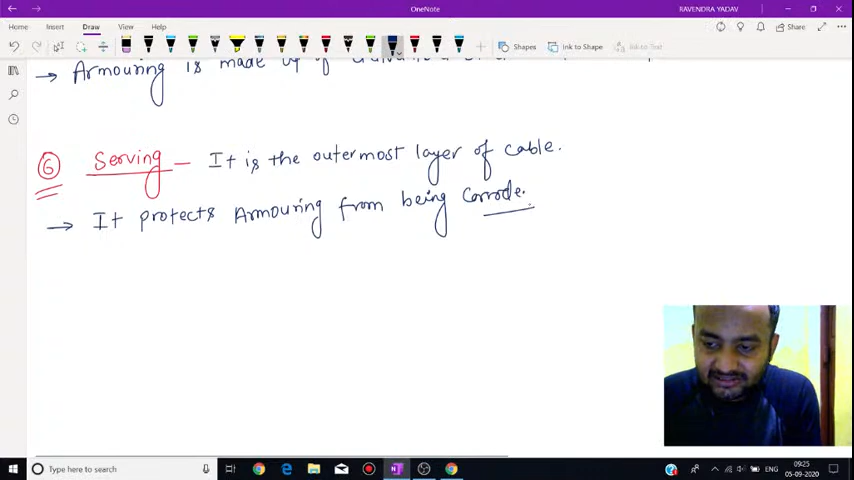 OneNote
RAVENDRA YADAV
Home Insert Draw View Help
Share
Shapes
Ink to Shape
Ink to Text
→ Armouring is made up of
6 Serving - It is the outermost layer of cable.
→ It protects Armouring from being Corrode.
Type here to search
ENG
09:25
05-09-2020